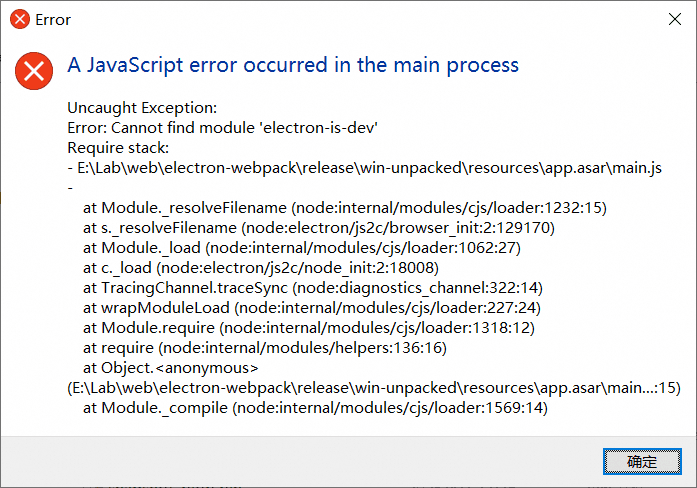 Error
A JavaScript error occurred in the main process
Uncaught Exception:
Error: Cannot find module 'electron-is-dev'
Require stack:
- E:\Lab\web\electron-webpack\release\win-unpacked\resources\app.asar\main.js
-
at Module._resolveFilename (node:internal/modules/cjs/loader:1232:15)
at s._resolveFilename (node:electron/js2c/browser_init:2:129170)
at Module._load (node:internal/modules/cjs/loader:1062:27)
at c._load (node:electron/js2c/node_init:2:18008)
at TracingChannel.traceSync (node:diagnostics_channel:322:14)
at wrapModuleLoad (node:internal/modules/cjs/loader:227:24)
at Module.require (node:internal/modules/cjs/loader:1318:12)
at require (node:internal/modules/helpers:136:16)
at Object.<anonymous>
(E:\Lab\web\electron-webpack\release\win-unpacked\resources\app.asar\main...:15)
at Module._compile (node:internal/modules/cjs/loader:1569:14)
确定